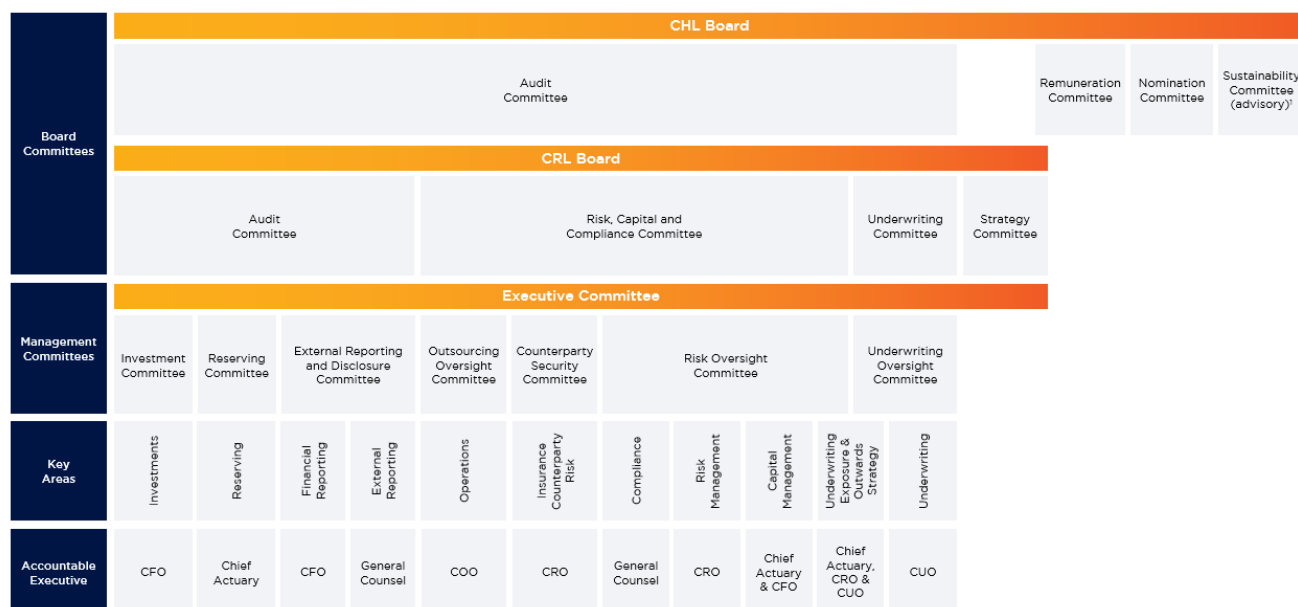 CHL Board
Board
Committees
Audit
Committee
Remuneration
Committee
Nomination
Committee
Sustainability
Committee
(advisory)¹
CRL Board
Audit
Committee
Risk, Capital and
Compliance Committee
Underwriting
Committee
Strategy
Committee
Executive Committee
Management
Committees
Investment
Committee
Reserving
Committee
External Reporting
and Disclosure
Committee
Outsourcing
Oversight
Committee
Counterparty
Security
Committee
Risk Oversight
Committee
Underwriting
Oversight
Committee
Key
Areas
Investments
Reserving
Financial
Reporting
External
Reporting
Operations
Insurance
Counterparty
Risk
Compliance
Risk
Management
Capital
Management
Underwriting
Exposure &
Outwards
Strategy
Underwriting
Accountable
Executive
CFO
Chief
Actuary
CFO
General
Counsel
COO
CRO
General
Counsel
CRO
Chief
Actuary
& CFO
Chief
Actuary,
CRO &
CUO
CUO